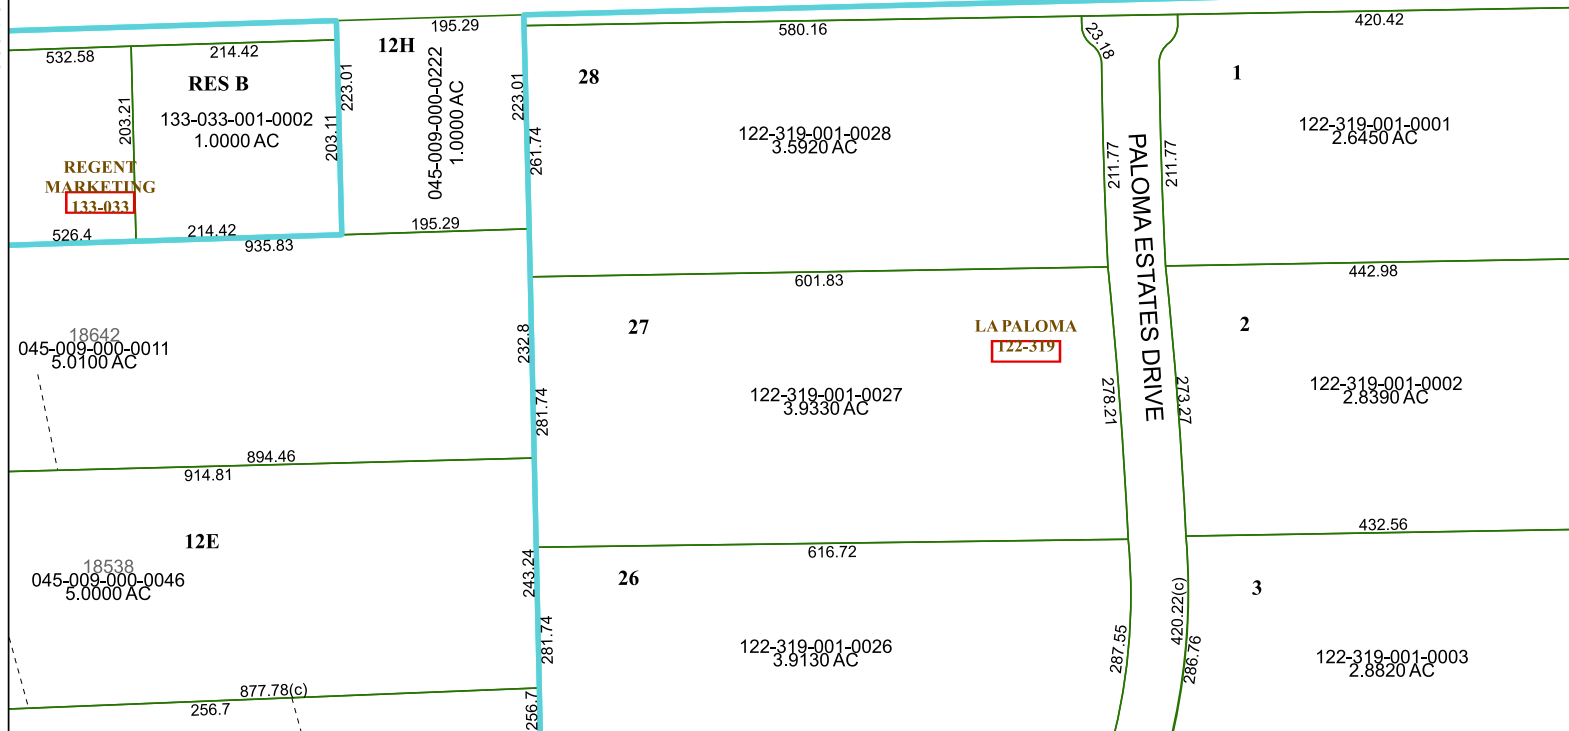 195.29
580.16
420.42
532.58
214.42
12H
23.18
RES B
28
1
223.01
045-009-000-0222
1.0000 AC
223.01
203.21
133-033-001-0002
1.0000 AC
203.11
261.74
122-319-001-0028
3.5920 AC
122-319-001-0001
2.6450 AC
211.77
211.77
PALOMA ESTATES DRIVE
REGENT
MARKETING
133-033
526.4
214.42
935.83
195.29
601.83
442.98
18642
045-009-000-0011
5.0100 AC
232.8
27
LA PALOMA
122-319
2
281.74
122-319-001-0027
3.9330 AC
278.21
273.27
122-319-001-0002
2.8390 AC
894.46
914.81
616.72
432.56
12E
18538
045-009-000-0046
5.0000 AC
243.24
26
3
281.74
122-319-001-0026
3.9130 AC
287.55
420.22(c)
286.76
122-319-001-0003
2.8820 AC
877.78(c)
256.7
256.7